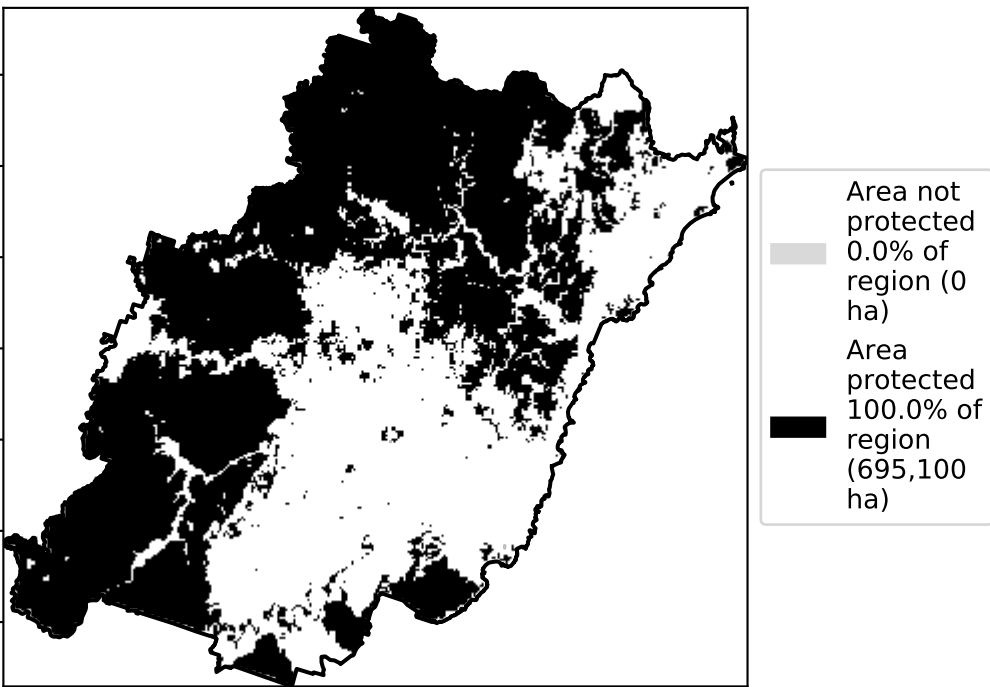 Area not
protected
0.0% of
region (0
ha)
Area
protected
100.0% of
region
(695,100
ha)